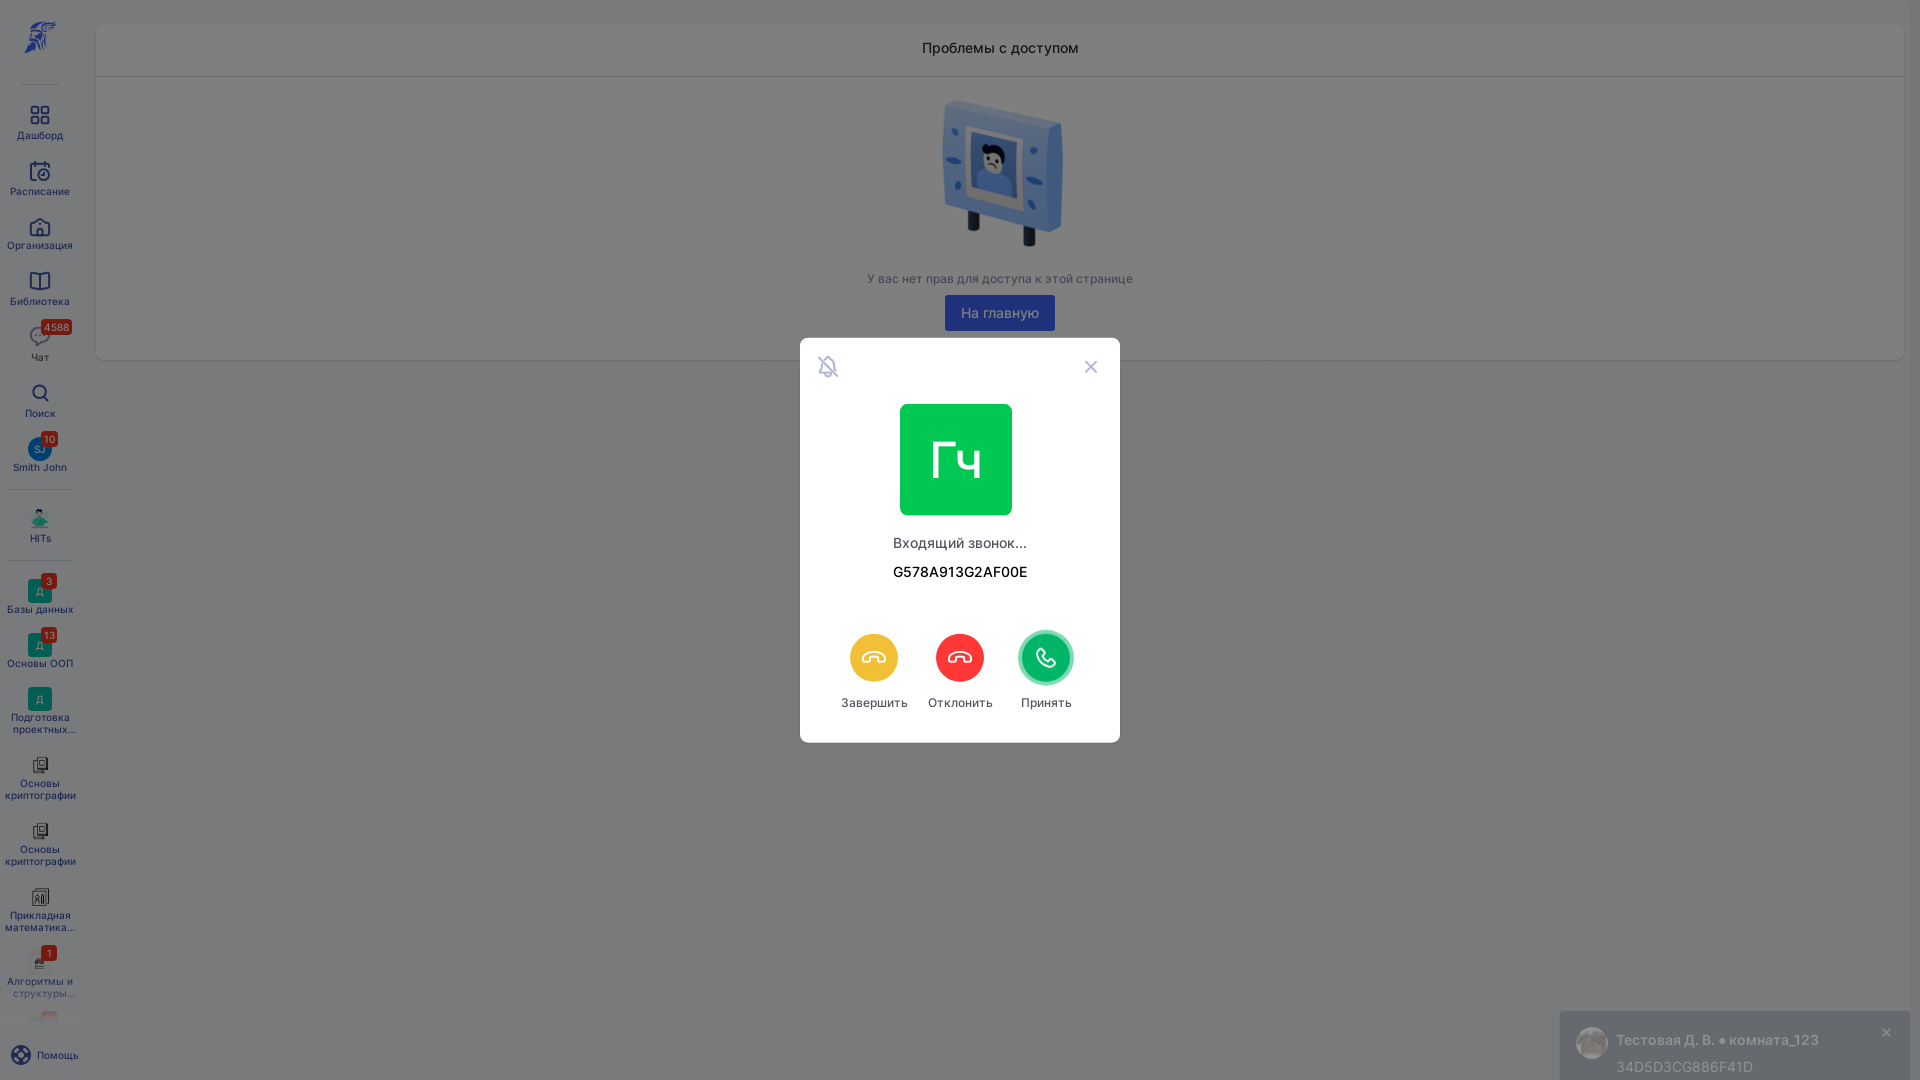 Проблемы с доступом
У вас нет прав для доступа к этой странице
На главную
Дашборд
Расписание
Организация
Библиотека
4588
Чат
Поиск
10
SJ
Smith John
HITs
3
Д
Базы данных
13
Д
Основы ООП
Д
Подготовка
проектных...
Основы
криптографии
Основы
криптографии
Прикладная
математика...
1
Алгоритмы и
структуры...
Помощь
Гч
Входящий звонок...
G578A913G2AF00E
Завершить
Отклонить
Принять
Тестовая Д. В. • комната_123
34D5D3CG886F41D